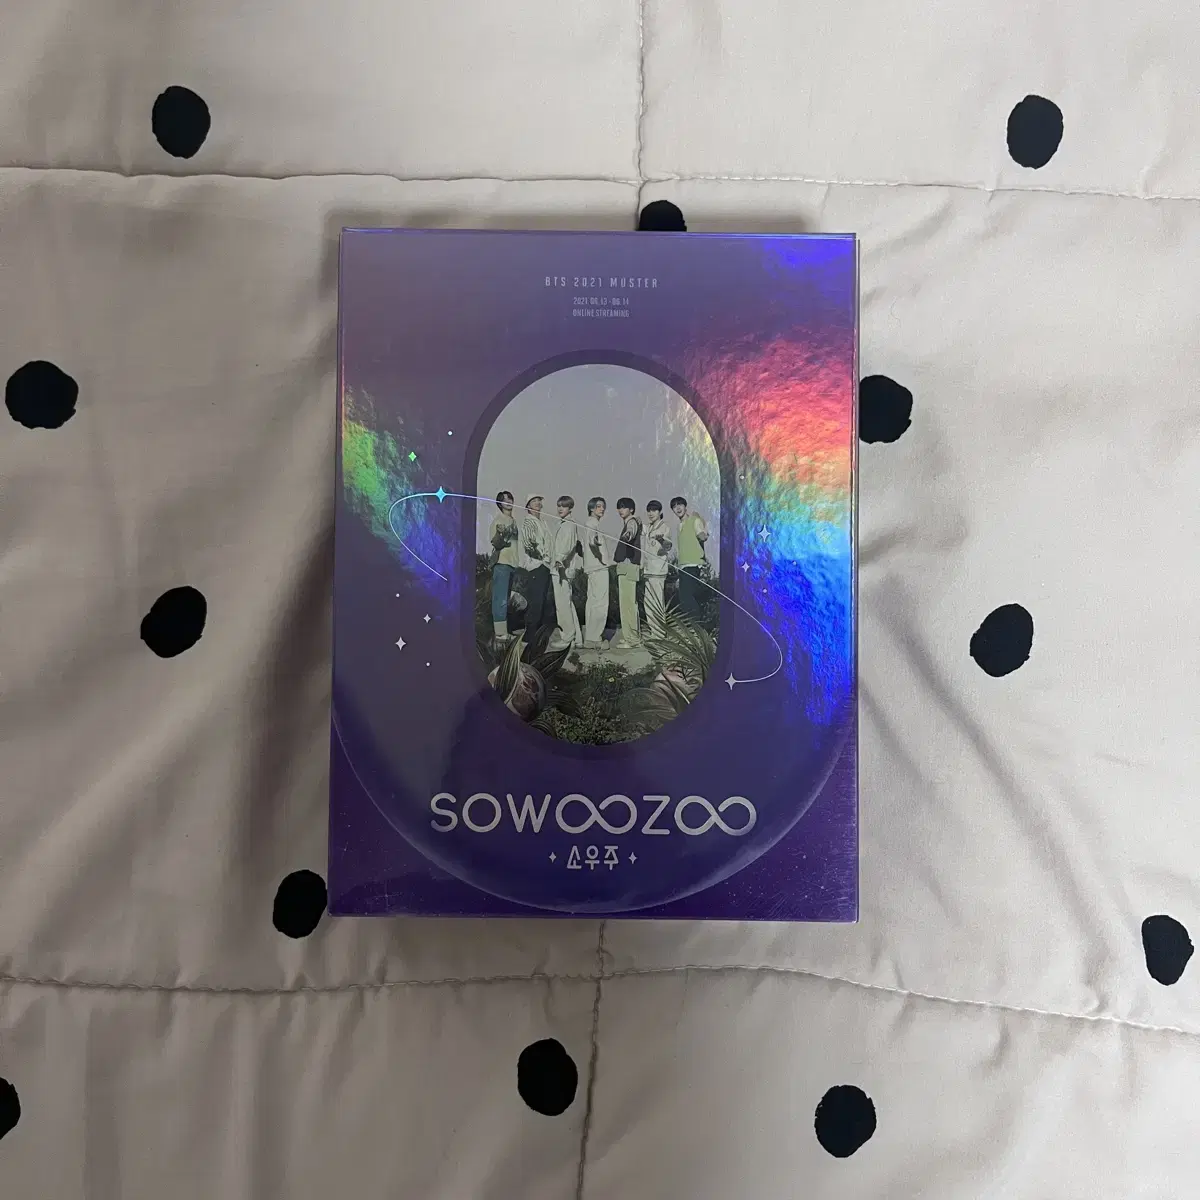 BTS 2021 MUSTER
2021 06.13 - 06.14
ONLINE STREAMING
SOWOOZOO
소우주